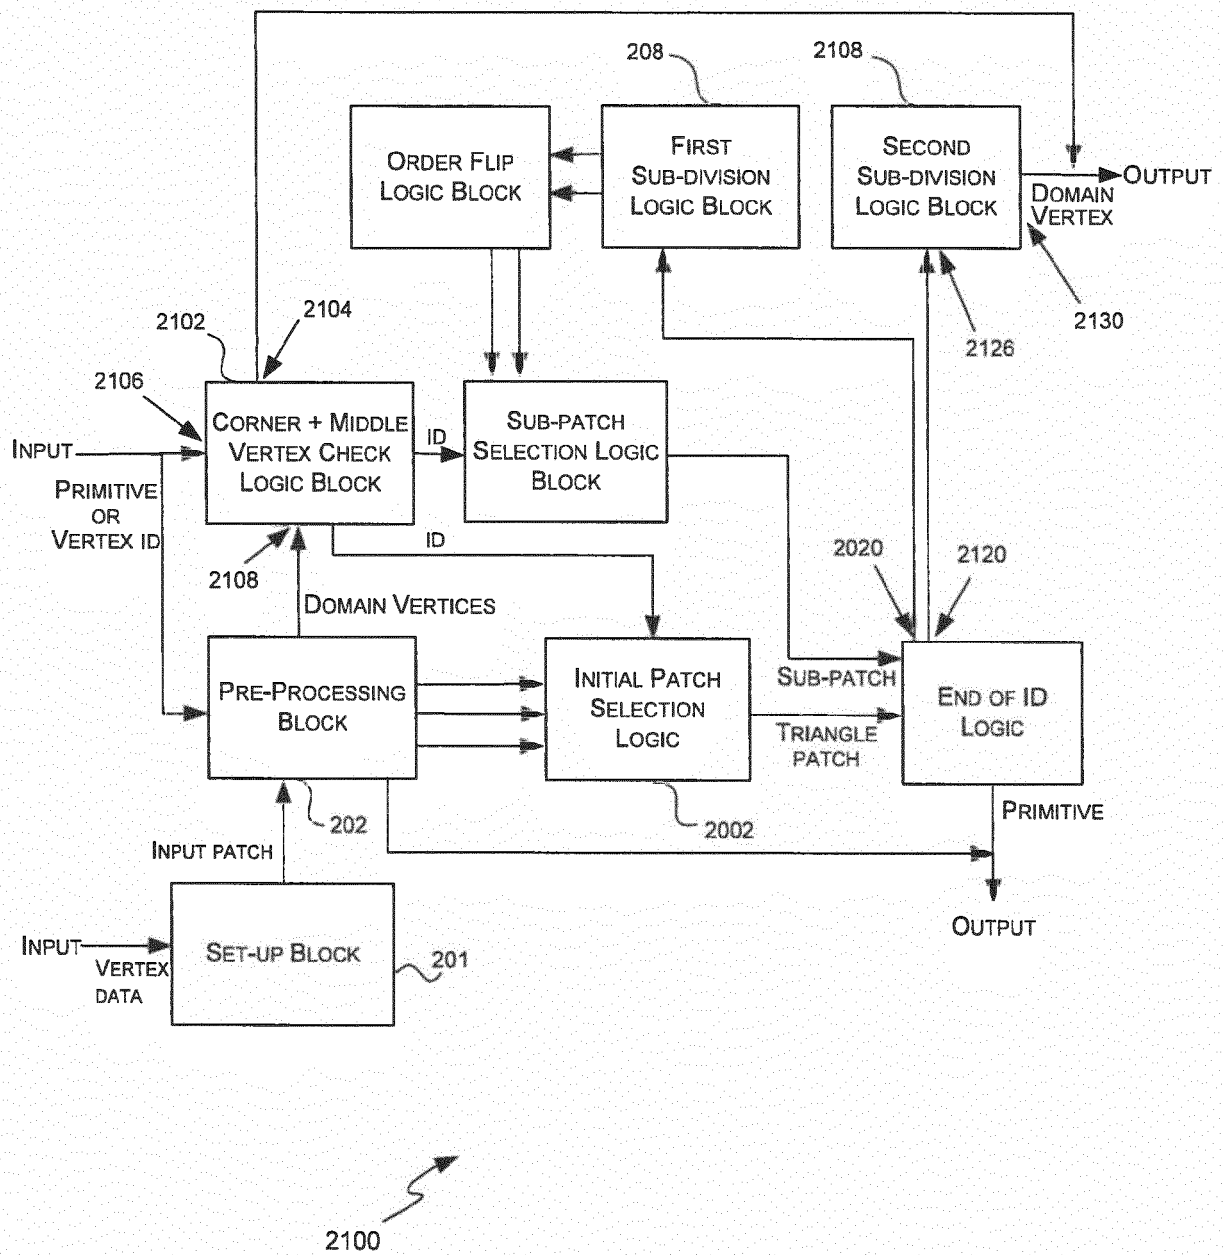 208
2108
ORDER FLIP
LOGIC BLOCK
FIRST
SUB-DIVISION
LOGIC BLOCK
SECOND
SUB-DIVISION
LOGIC BLOCK
OUTPUT
DOMAIN
VERTEX
2130
2126
2102
2104
2106
INPUT
PRIMITIVE
OR
VERTEX ID
CORNER + MIDDLE
VERTEX CHECK
LOGIC BLOCK
ID
SUB-PATCH
SELECTION LOGIC
BLOCK
2108
ID
DOMAIN VERTICES
2020
2120
PRE-PROCESSING
BLOCK
INITIAL PATCH
SELECTION
LOGIC
SUB-PATCH
TRIANGLE
PATCH
END OF ID
LOGIC
202
2002
PRIMITIVE
INPUT PATCH
OUTPUT
INPUT
VERTEX
DATA
SET-UP BLOCK
201
2100